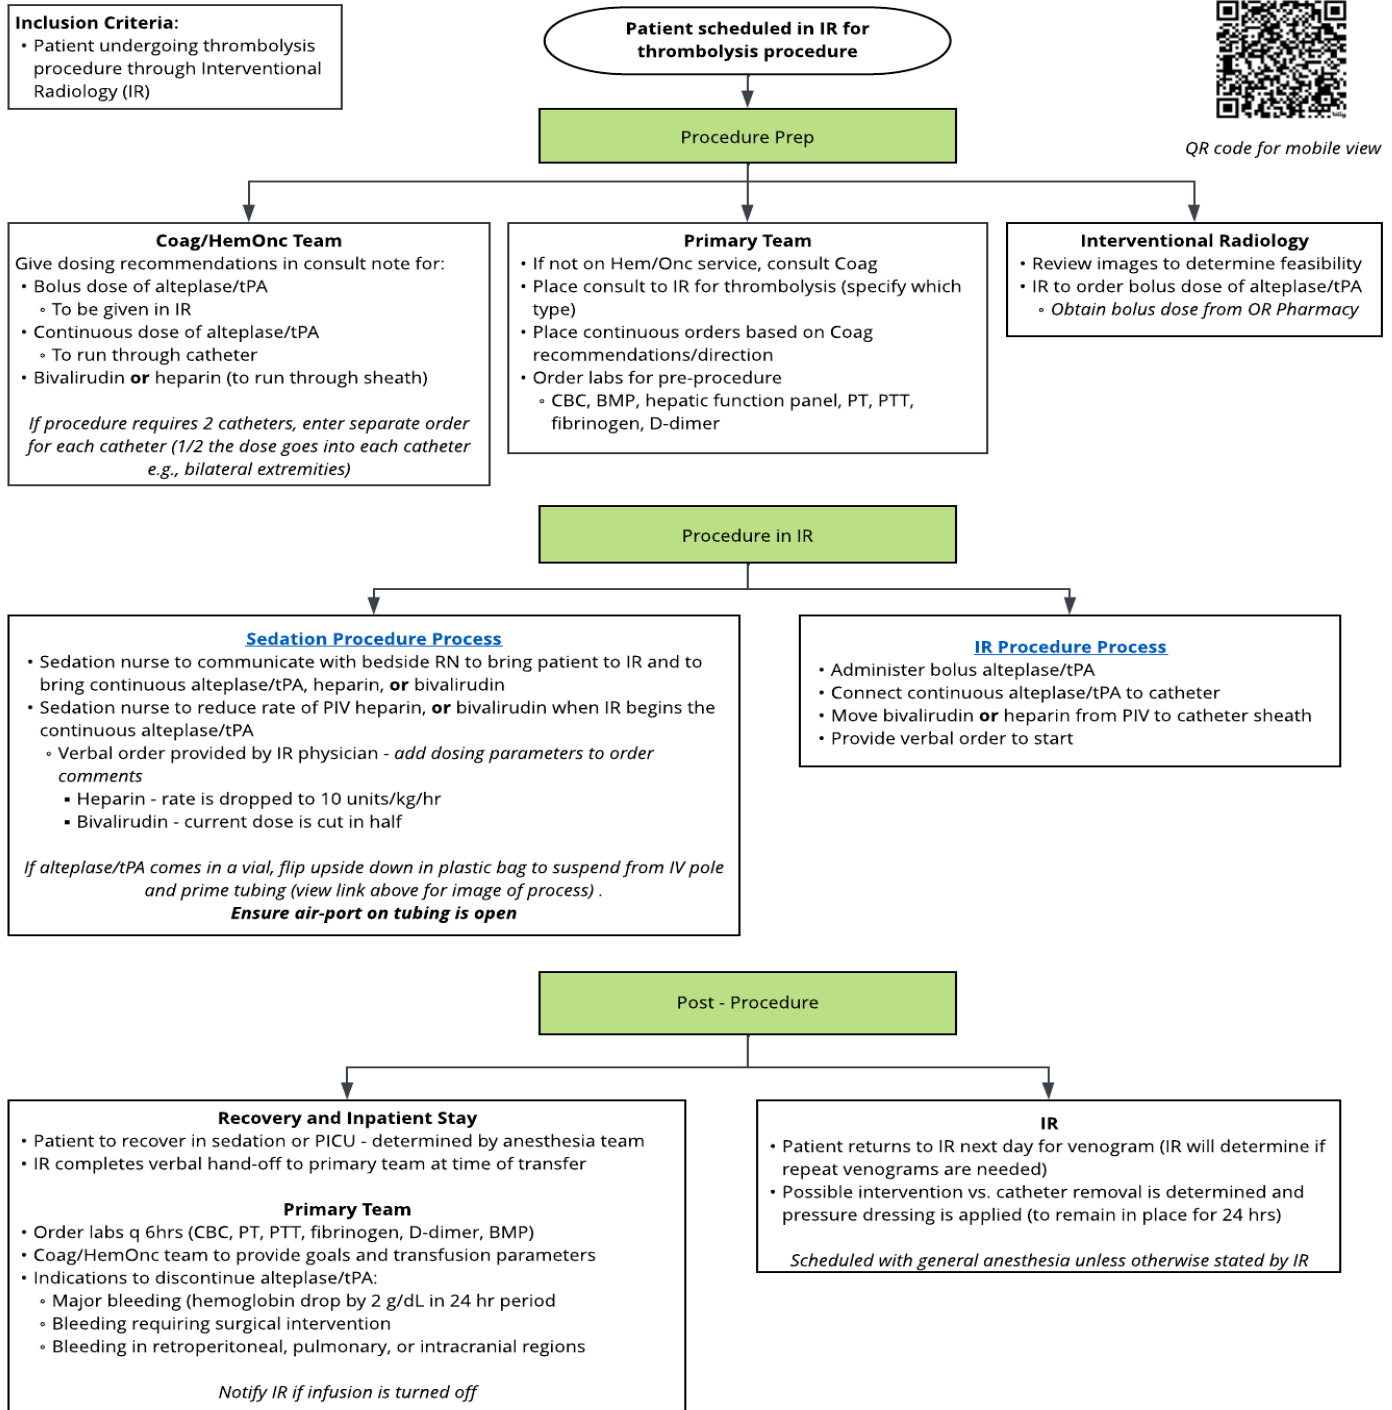 Inclusion Criteria:
• Patient undergoing thrombolysis
procedure through Interventional
Radiology (IR)
Patient scheduled in IR for
thrombolysis procedure
QR code for mobile view
Procedure Prep
Coag/HemOnc Team
Give dosing recommendations in consult note for:
• Bolus dose of alteplase/tPA
◦ To be given in IR
• Continuous dose of alteplase/tPA
◦ To run through catheter
• Bivalirudin or heparin (to run through sheath)
If procedure requires 2 catheters, enter separate order
for each catheter (1/2 the dose goes into each catheter
e.g., bilateral extremities)
Primary Team
• If not on Hem/Onc service, consult Coag
• Place consult to IR for thrombolysis (specify which
type)
• Place continuous orders based on Coag
recommendations/direction
• Order labs for pre-procedure
◦ CBC, BMP, hepatic function panel, PT, PTT,
fibrinogen, D-dimer
Interventional Radiology
• Review images to determine feasibility
• IR to order bolus dose of alteplase/tPA
◦ Obtain bolus dose from OR Pharmacy
Procedure in IR
Sedation Procedure Process
• Sedation nurse to communicate with bedside RN to bring patient to IR and to
bring continuous alteplase/tPA, heparin, or bivalirudin
• Sedation nurse to reduce rate of PIV heparin, or bivalirudin when IR begins the
continuous alteplase/tPA
◦ Verbal order provided by IR physician - add dosing parameters to order
comments
▪ Heparin - rate is dropped to 10 units/kg/hr
▪ Bivalirudin - current dose is cut in half
If alteplase/tPA comes in a vial, flip upside down in plastic bag to suspend from IV pole
and prime tubing (view link above for image of process) .
Ensure air-port on tubing is open
IR Procedure Process
• Administer bolus alteplase/tPA
• Connect continuous alteplase/tPA to catheter
• Move bivalirudin or heparin from PIV to catheter sheath
• Provide verbal order to start
Post - Procedure
Recovery and Inpatient Stay
• Patient to recover in sedation or PICU - determined by anesthesia team
• IR completes verbal hand-off to primary team at time of transfer
Primary Team
• Order labs q 6hrs (CBC, PT, PTT, fibrinogen, D-dimer, BMP)
• Coag/HemOnc team to provide goals and transfusion parameters
• Indications to discontinue alteplase/tPA:
◦ Major bleeding (hemoglobin drop by 2 g/dL in 24 hr period
◦ Bleeding requiring surgical intervention
◦ Bleeding in retroperitoneal, pulmonary, or intracranial regions
Notify IR if infusion is turned off
IR
• Patient returns to IR next day for venogram (IR will determine if
repeat venograms are needed)
• Possible intervention vs. catheter removal is determined and
pressure dressing is applied (to remain in place for 24 hrs)
Scheduled with general anesthesia unless otherwise stated by IR